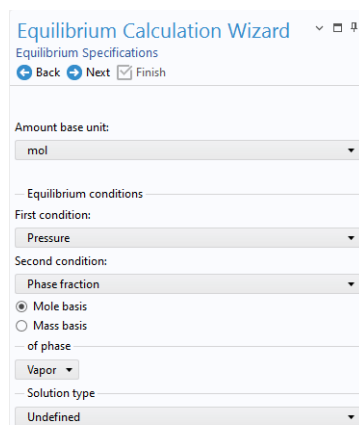 Equilibrium Calculation Wizard
Equilibrium Specifications
Back Next Finish
Amount base unit:
mol
Equilibrium conditions
First condition:
Pressure
Second condition:
Phase fraction
Mole basis
Mass basis
of phase
Vapor
Solution type
Undefined